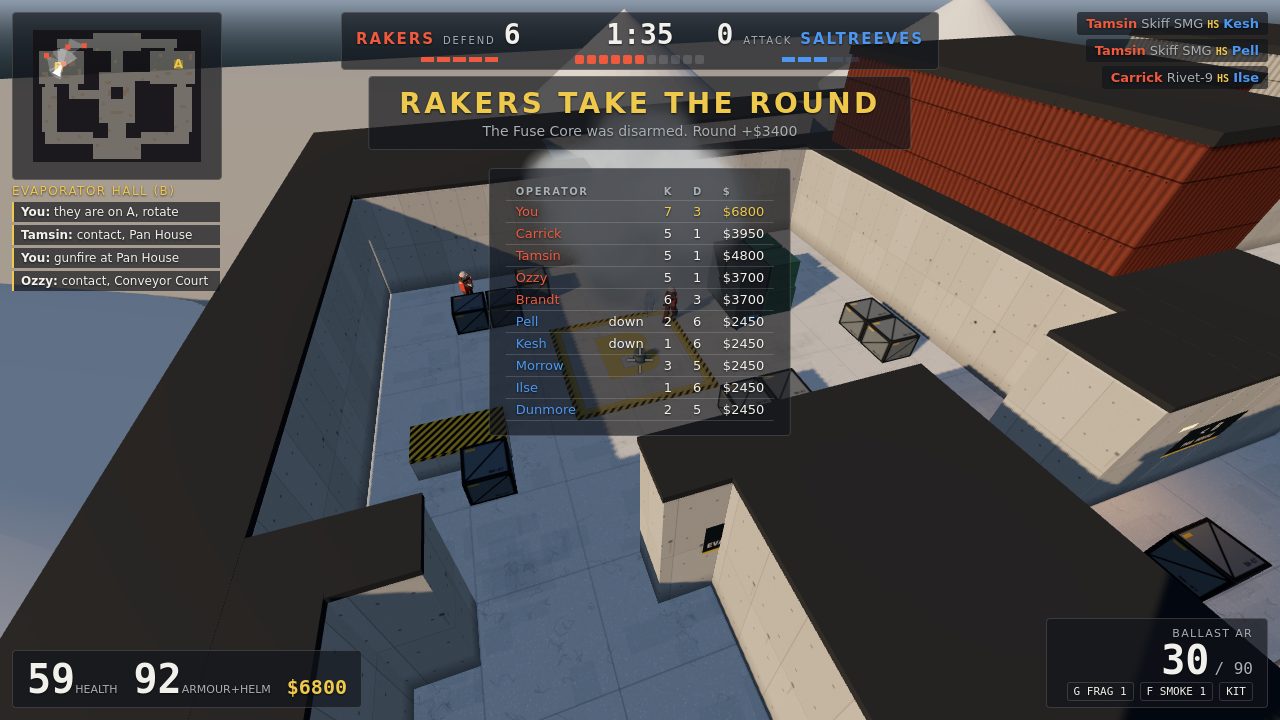 RAKERS DEFEND 6 1:35 0 ATTACK SALTREEVES
Tamsin Skiff SMG HS Kesh
Tamsin Skiff SMG HS Pell
Carrick Rivet-9 HS Ilse
A
RAKERS TAKE THE ROUND
The Fuse Core was disarmed. Round +$3400
EVAPORATOR HALL (B)
You: they are on A, rotate
Tamsin: contact, Pan House
You: gunfire at Pan House
Ozzy: contact, Conveyor Court
OPERATOR K D $
You 7 3 $6800
Carrick 5 1 $3950
Tamsin 5 1 $4800
Ozzy 5 1 $3700
Brandt 6 3 $3700
Pell down 2 6 $2450
Kesh down 1 6 $2450
Morrow 3 5 $2450
Ilse 1 6 $2450
Dunmore 2 5 $2450
59 HEALTH 92 ARMOUR+HELM $6800
BALLAST AR
30 / 90
G FRAG 1 F SMOKE 1 KIT